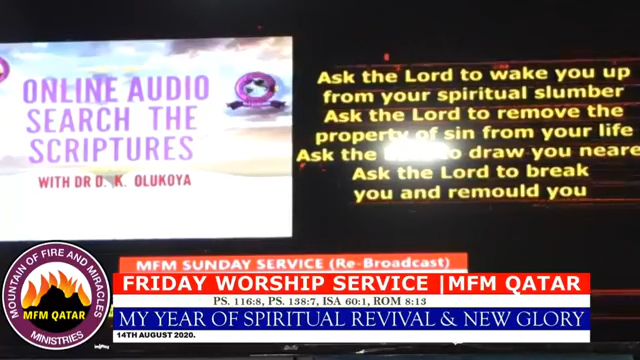 ONLINE AUDIO
SEARCH THE
SCRIPTURES
WITH DR D. K. OLUKOYA
Ask the Lord to wake you up
from your spiritual slumber
Ask the Lord to remove the
property of sin from your life
Ask the to draw you neare
Ask the Lord to break
you and remould you
MFM SUNDAY SERVICE (Re-Broadcast)
FRIDAY WORSHIP SERVICE |MFM QATAR
PS. 116:8, PS. 138:7, ISA 60:1, ROM 8:13
MY YEAR OF SPIRITUAL REVIVAL & NEW GLORY
14TH AUGUST 2020.
MOUNTAIN OF FIRE AND MIRACLES
MFM QATAR
MINISTRIES